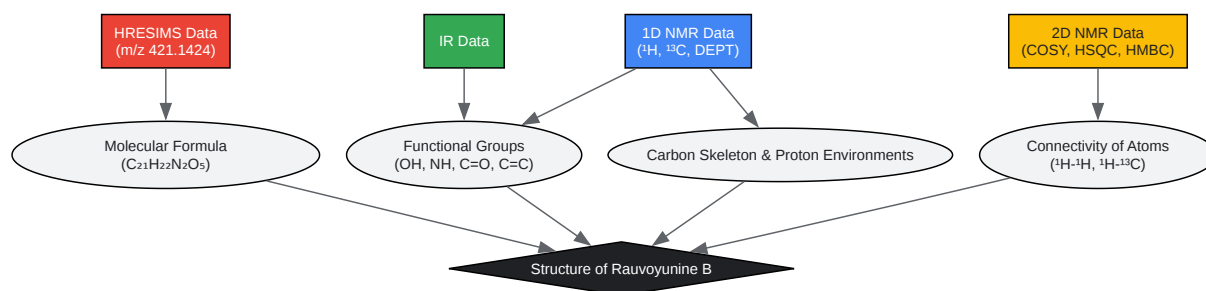 HRESIMS Data
(m/z 421.1424)
IR Data
1D NMR Data
(¹H, ¹³C, DEPT)
2D NMR Data
(COSY, HSQC, HMBC)
Molecular Formula
(C₂₁H₂₂N₂O₅)
Functional Groups
(OH, NH, C=O, C=C)
Carbon Skeleton & Proton Environments
Connectivity of Atoms
(¹H-¹H, ¹H-¹³C)
Structure of Rauvoyunine B